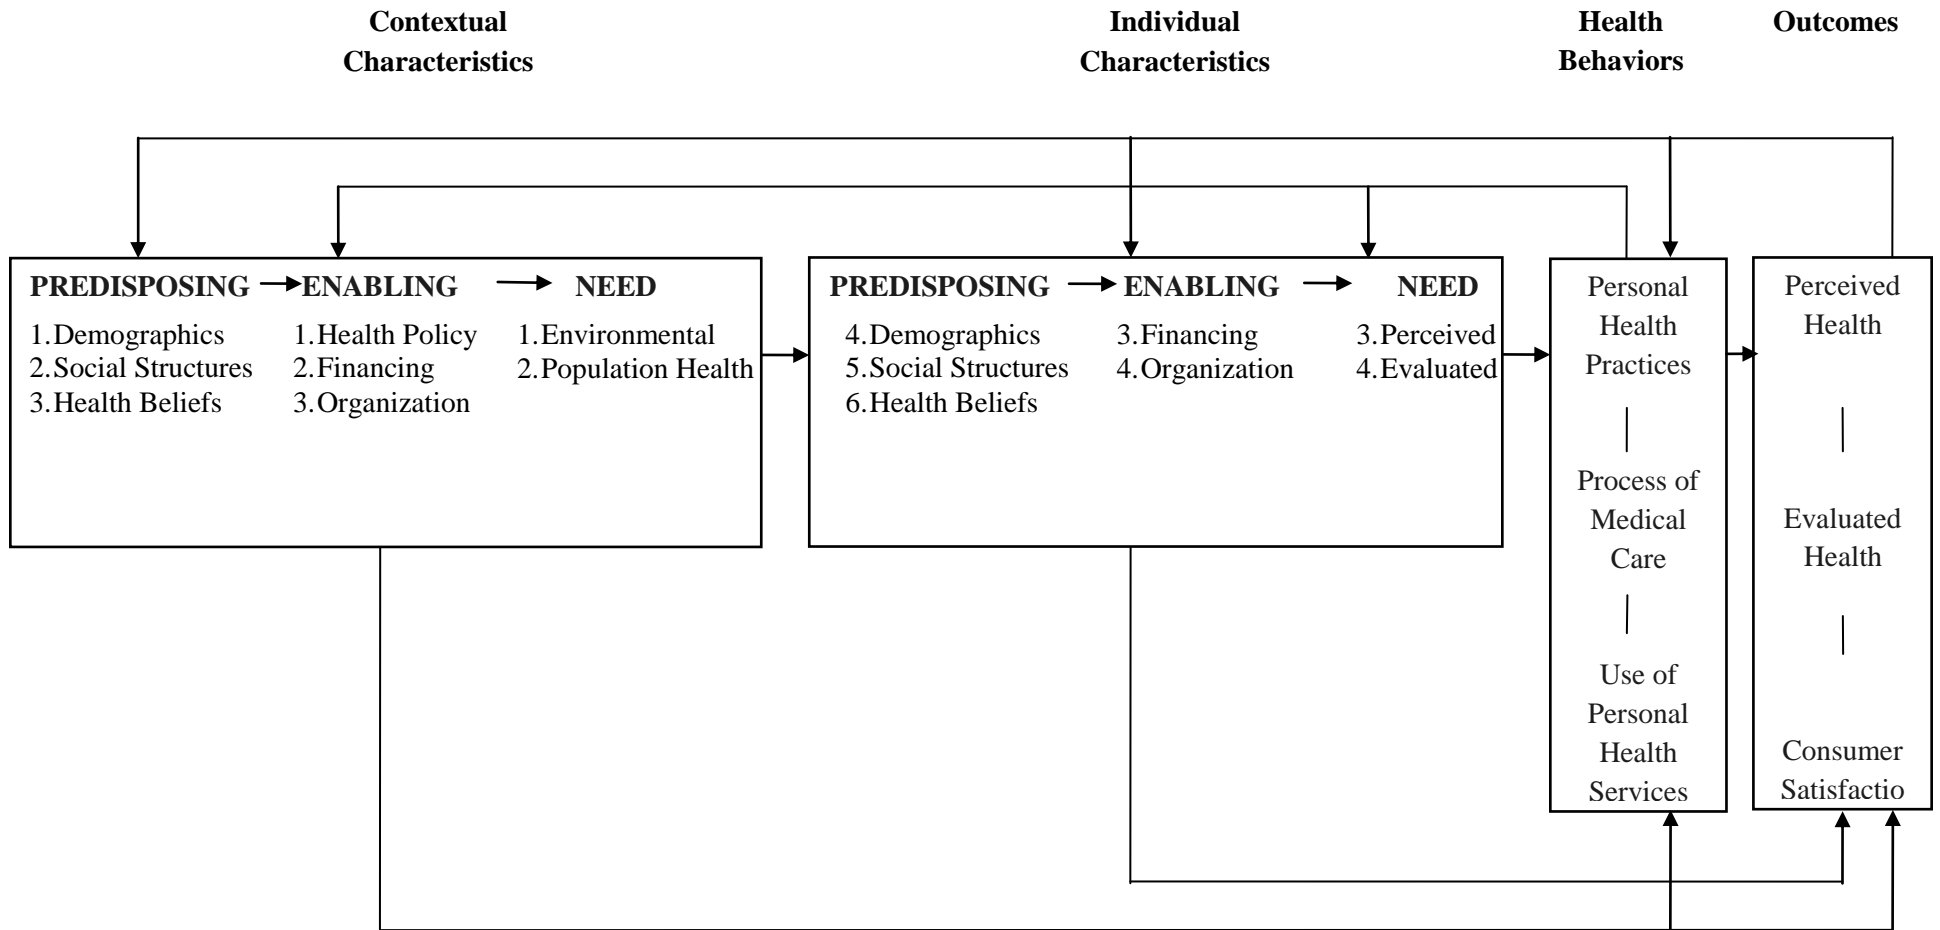 Contextual
Characteristics
Individual
Characteristics
Health
Behaviors
Outcomes
PREDISPOSING
1.Demographics
2.Social Structures
3.Health Beliefs
ENABLING
1.Health Policy
2.Financing
3.Organization
NEED
1.Environmental
2.Population Health
PREDISPOSING
4.Demographics
5.Social Structures
6.Health Beliefs
ENABLING
3.Financing
4.Organization
NEED
3.Perceived
4.Evaluated
Personal
Health
Practices
Process of
Medical
Care
Use of
Personal
Health
Services
Perceived
Health
Evaluated
Health
Consumer
Satisfactio